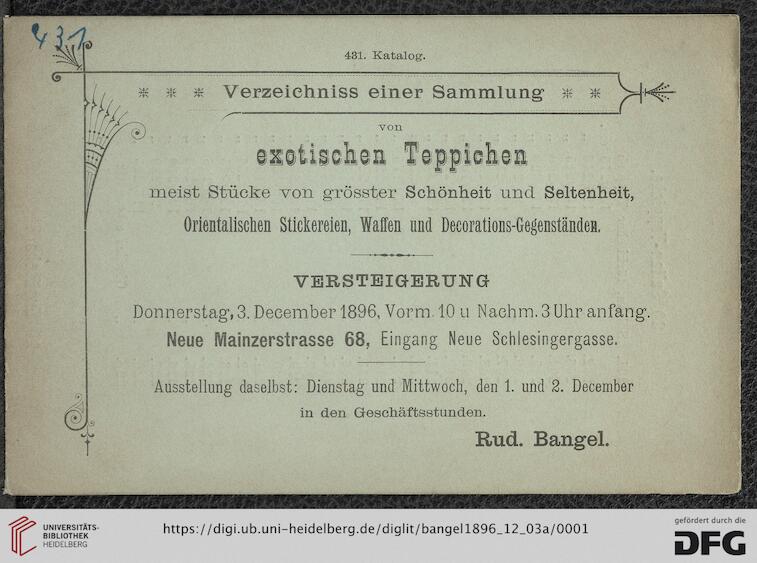 431
431. Katalog.
Verzeichniss einer Sammlung
von
exotischen Teppichen
meist Stücke von grösster Schönheit und Seltenheit,
Orientalischen Stickereien, Waffen und Decorations-Gegenständen.
VERSTEIGERUNG
Donnerstag, 3. December 1896, Vorm. 10 u Nachm. 3 Uhr anfang.
Neue Mainzerstrasse 68, Eingang Neue Schlesingergasse.
Ausstellung daselbst: Dienstag und Mittwoch, den 1. und 2. December
in den Geschäftsstunden.
Rud. Bangel.
UNIVERSITÄTS-
BIBLIOTHEK
HEIDELBERG
https://digi.ub.uni-heidelberg.de/diglit/bangel1896_12_03a/0001
gefördert durch die
DFG